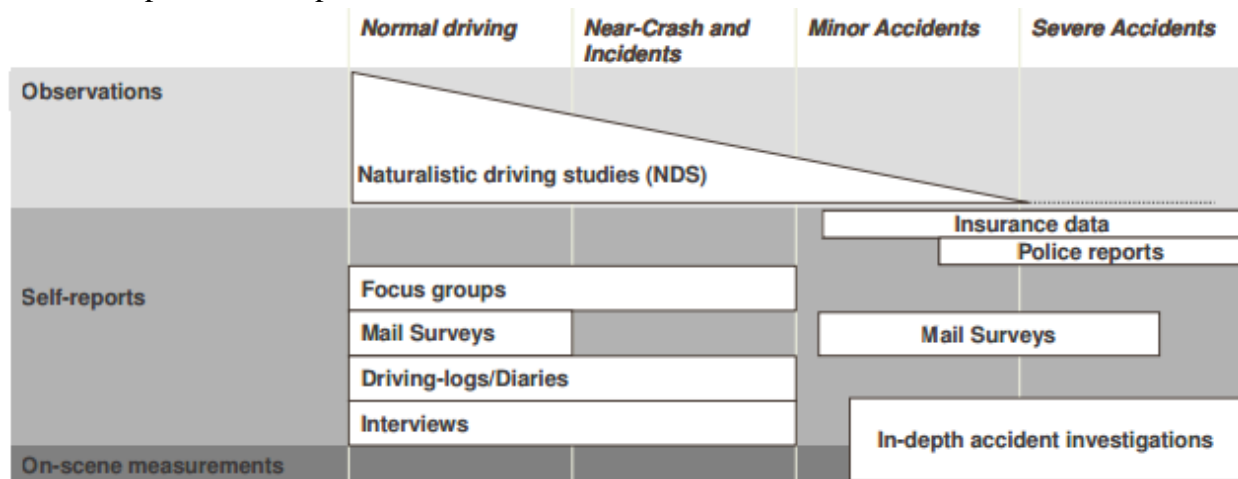 Normal driving
Near-Crash and
Incidents
Minor Accidents
Severe Accidents
Observations
Naturalistic driving studies (NDS)
Insurance data
Police reports
Self-reports
Focus groups
Mail Surveys
Mail Surveys
Driving-logs/Diaries
Interviews
In-depth accident investigations
On-scene measurements